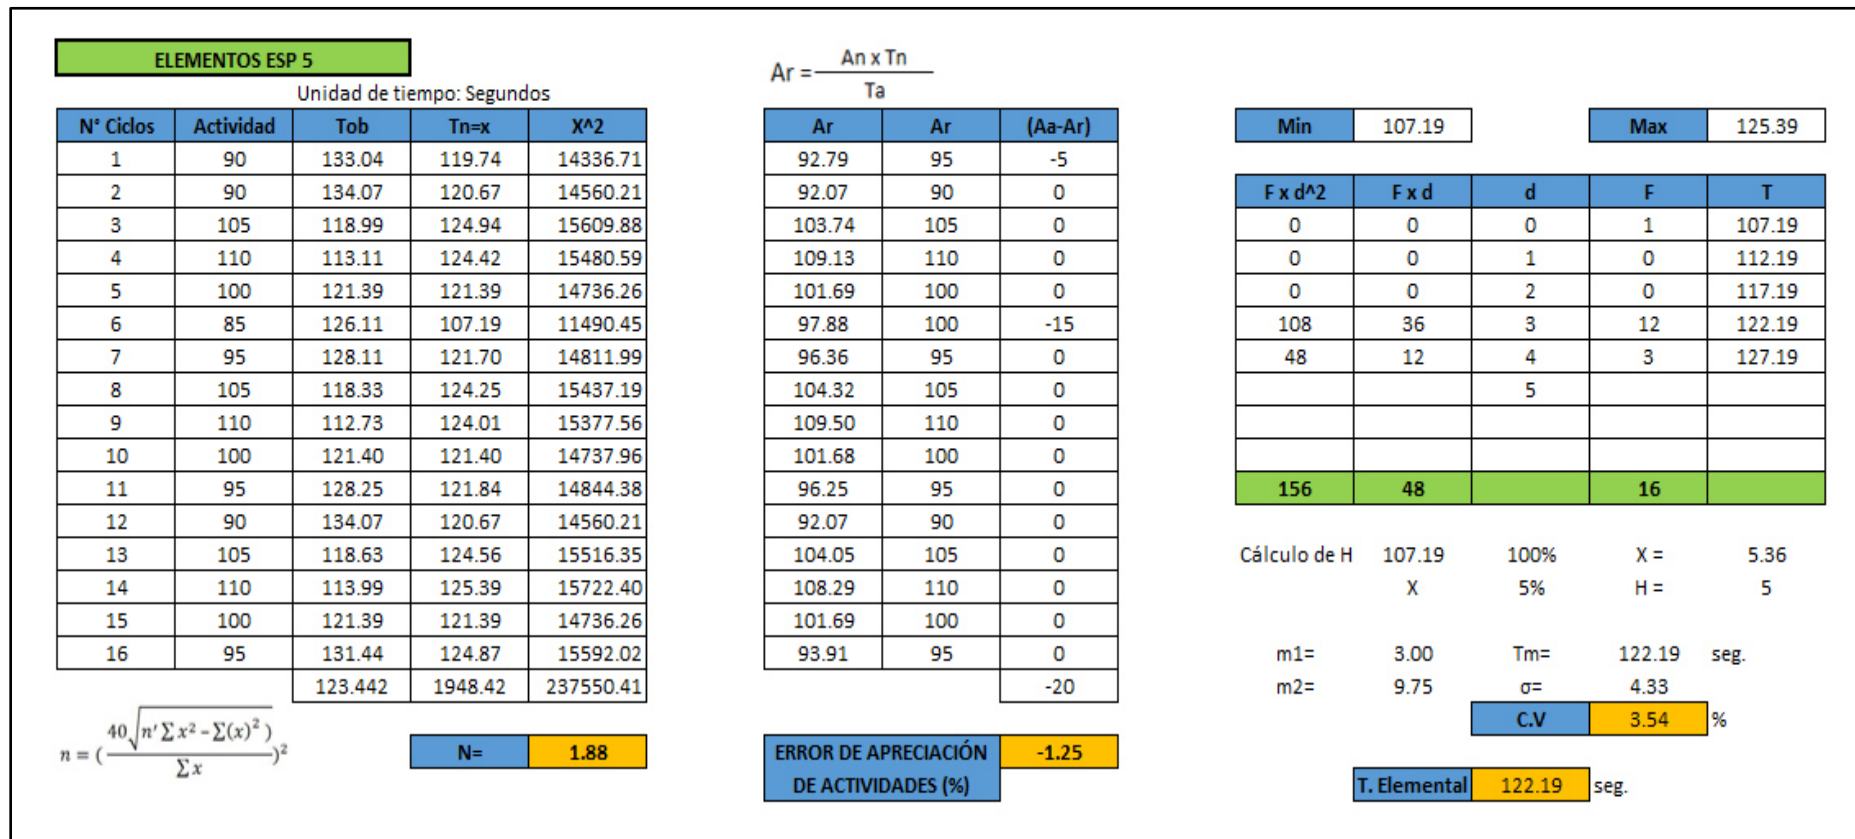 ELEMENTOS ESP 5
Ar = An x Tn / Ta
Unidad de tiempo: Segundos
N° Ciclos Actividad Tob Tn=x X^2
1 90 133.04 119.74 14336.71
2 90 134.07 120.67 14560.21
3 105 118.99 124.94 15609.88
4 110 113.11 124.42 15480.59
5 100 121.39 121.39 14736.26
6 85 126.11 107.19 11490.45
7 95 128.11 121.70 14811.99
8 105 118.33 124.25 15437.19
9 110 112.73 124.01 15377.56
10 100 121.40 121.40 14737.96
11 95 128.25 121.84 14844.38
12 90 134.07 120.67 14560.21
13 105 118.63 124.56 15516.35
14 110 113.99 125.39 15722.40
15 100 121.39 121.39 14736.26
16 95 131.44 124.87 15592.02
123.442 1948.42 237550.41
n = ( 40√n' ∑ x² − ∑(x)² ) / ∑ x )²
N= 1.88
Ar Ar (Aa-Ar)
92.79 95 -5
92.07 90 0
103.74 105 0
109.13 110 0
101.69 100 0
97.88 100 -15
96.36 95 0
104.32 105 0
109.50 110 0
101.68 100 0
96.25 95 0
92.07 90 0
104.05 105 0
108.29 110 0
101.69 100 0
93.91 95 0
-20
ERROR DE APRECIACIÓN -1.25
DE ACTIVIDADES (%)
Min 107.19 Max 125.39
F x d^2 F x d d F T
0 0 0 1 107.19
0 0 1 0 112.19
0 0 2 0 117.19
108 36 3 12 122.19
48 12 4 3 127.19
5
156 48 16
Cálculo de H 107.19 100% X = 5.36
X 5% H = 5
m1= 3.00 Tm= 122.19 seg.
m2= 9.75 σ= 4.33
C.V 3.54 %
T. Elemental 122.19 seg.